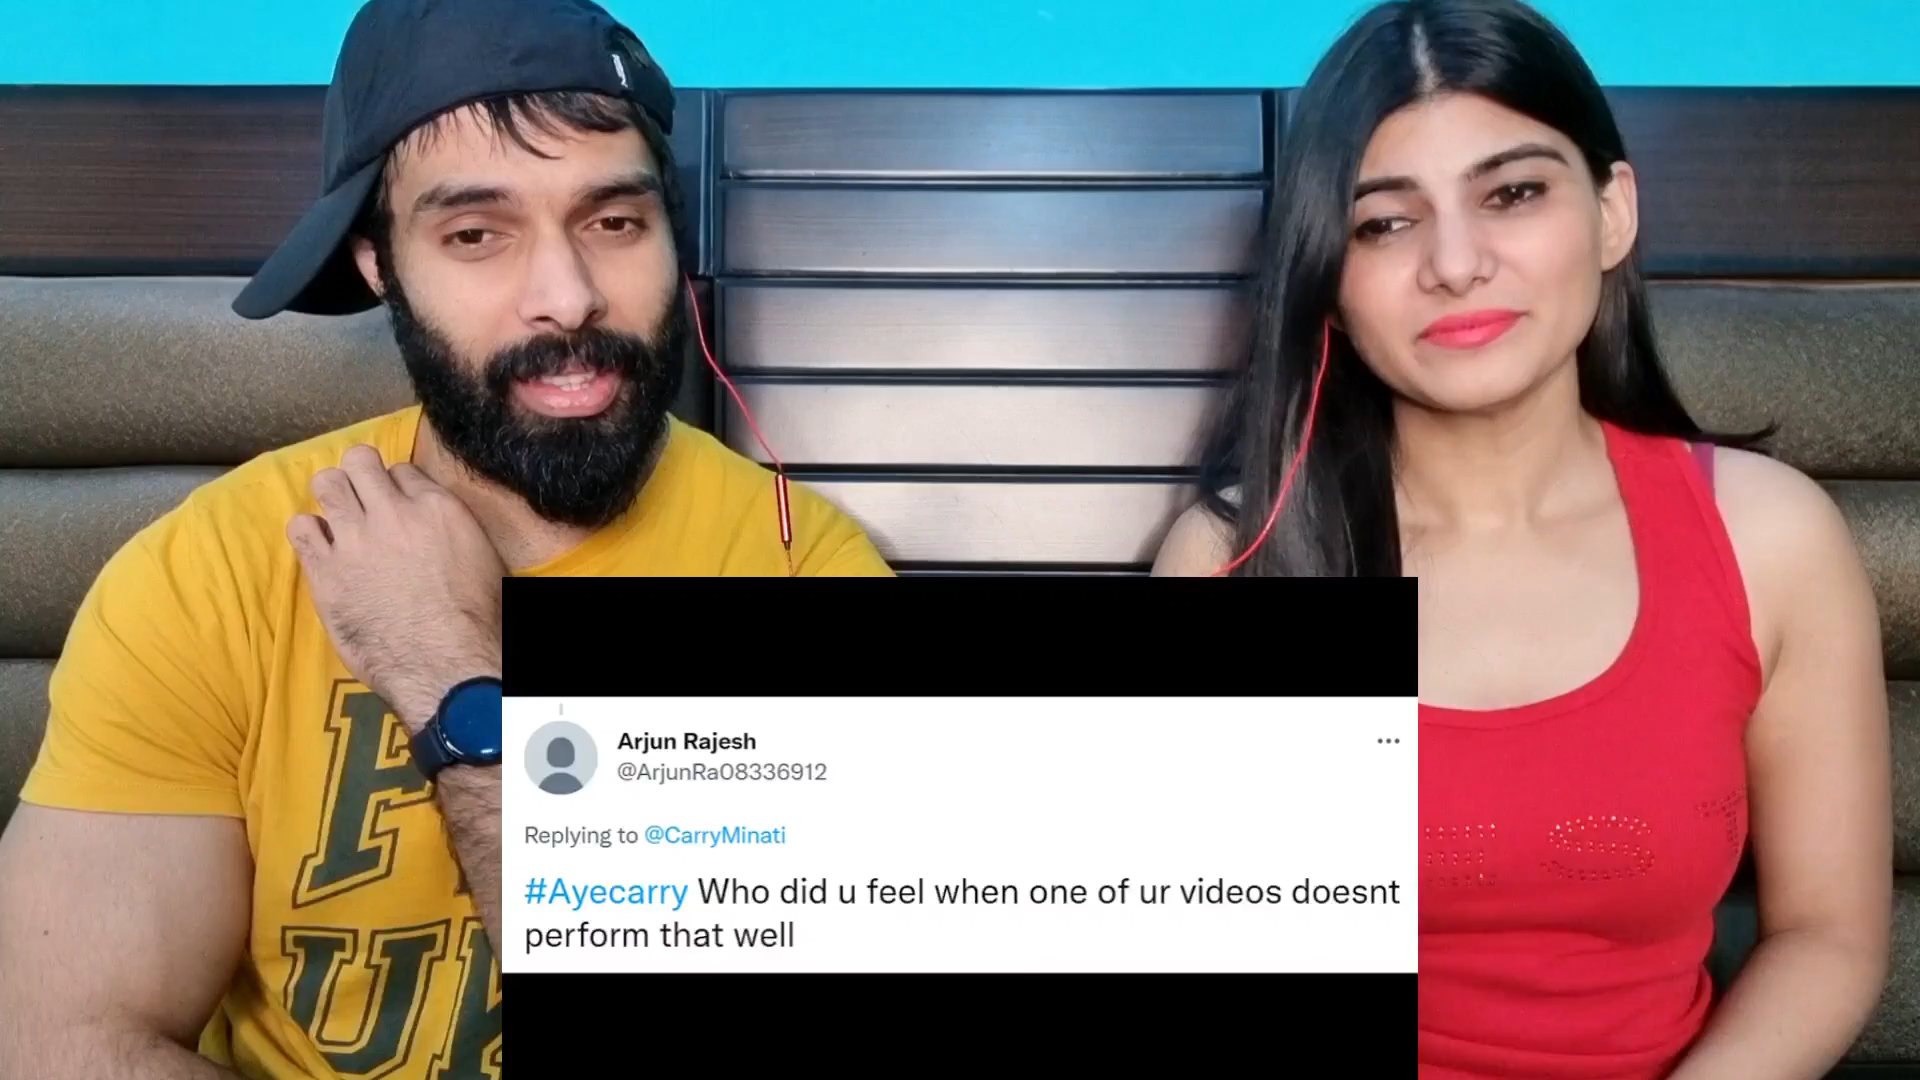 Arjun Rajesh
@ArjunRa08336912
Replying to @CarryMinati
#Ayecarry Who did u feel when one of ur videos doesnt
perform that well
EST